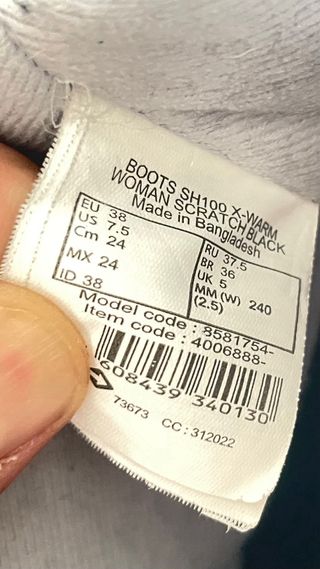 BOOTS SH100 X-WARM
WOMAN SCRATCH BLACK
Made in Bangladesh
EU 38
US 7.5
Cm 24
MX 24
ID 38
RU 37.5
BR 36
UK 5
MM (W) 240
(2.5)
Model code : 8581754-
Item code : 4006888-
608439 340130
73673 CC : 312022